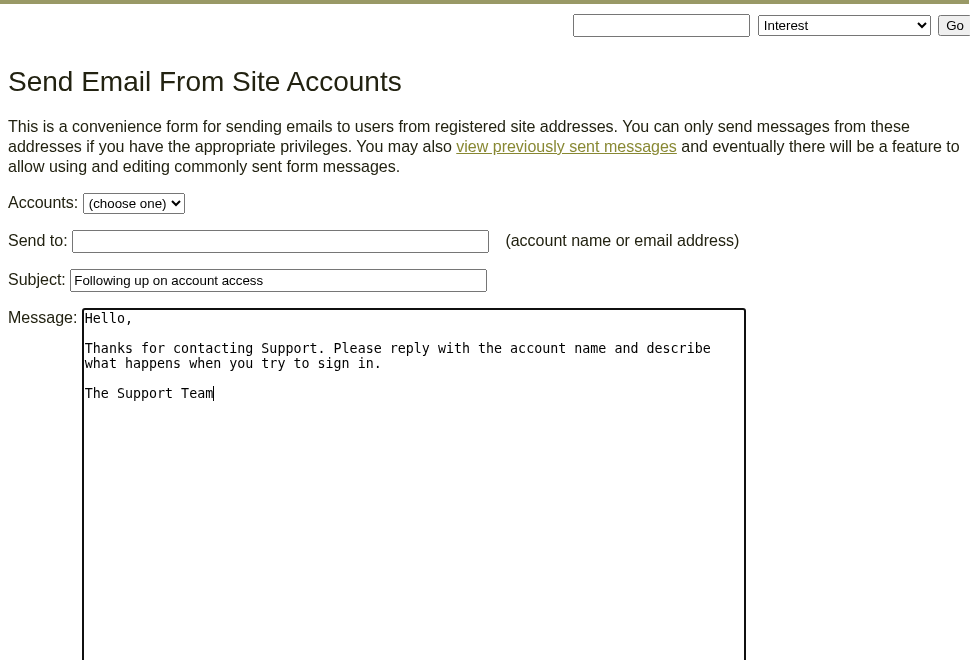 Interest Go
Send Email From Site Accounts
This is a convenience form for sending emails to users from registered site addresses. You can only send messages from these
addresses if you have the appropriate privileges. You may also view previously sent messages and eventually there will be a feature to
allow using and editing commonly sent form messages.
Accounts: (choose one)
Send to: (account name or email address)
Subject: Following up on account access
Message: Hello,
Thanks for contacting Support. Please reply with the account name and describe
what happens when you try to sign in.
The Support Team